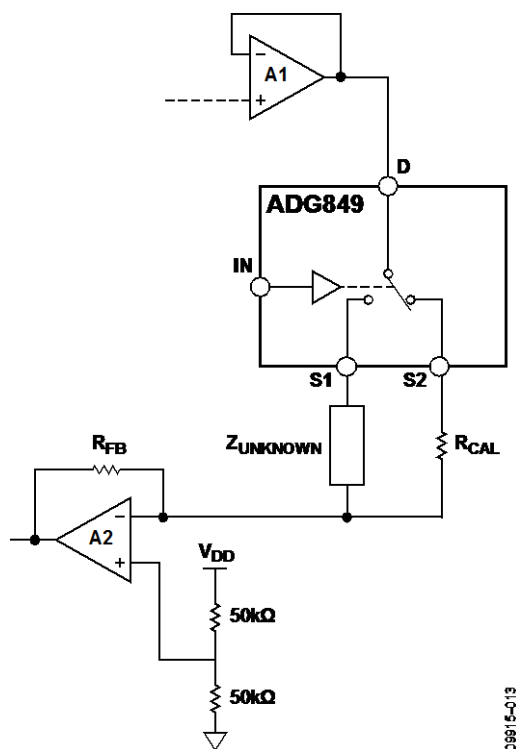 A1
−
+
D
ADG849
IN
S1
S2
RFB
ZUNKNOWN
RCAL
A2
−
+
VDD
50kΩ
50kΩ
09915-013